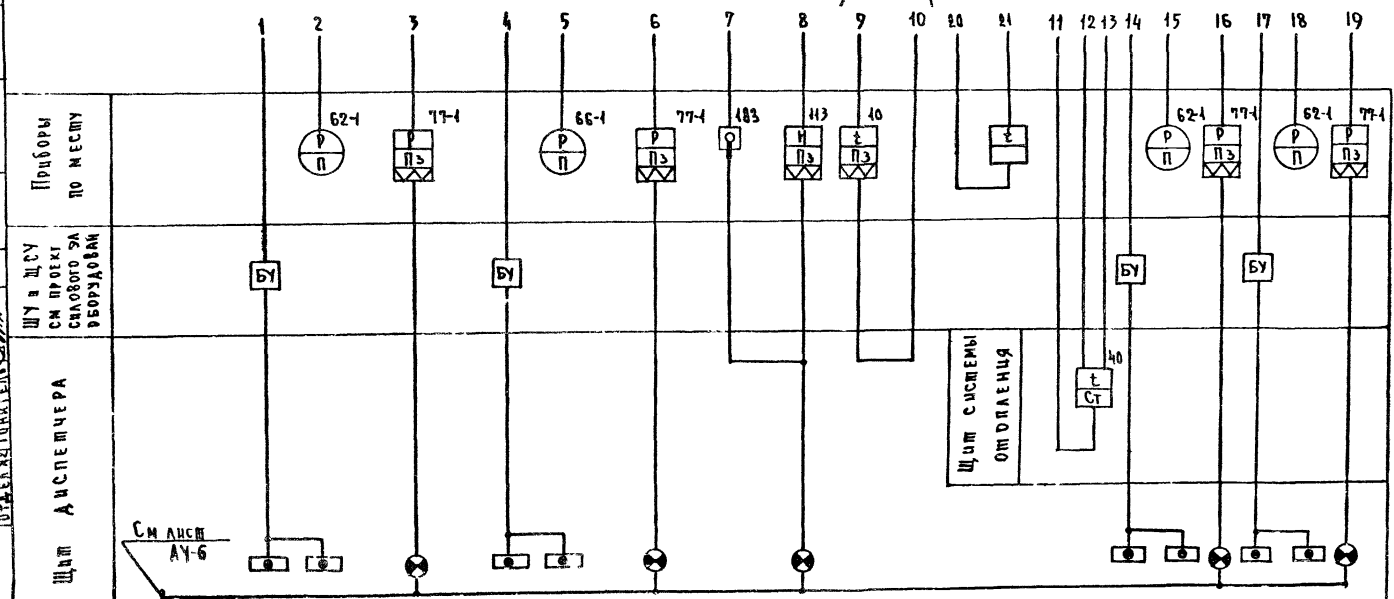 1 2 3 4 5 6 7 8 9 10 20 21 11 12 13 14 15 16 17 18 19
Приборы
по месту
62-1 77-1 66-1 77-1 183 113 10 62-1 77-1 62-1 77-1
Р Р Р Р Н t t Р Р Р Р
П ПЗ П ПЗ ПЗ ПЗ П ПЗ П ПЗ
ШУ и ЩСУ
см проект
силового эл
оборудован
БУ БУ БУ БУ
Щит диспетчера
Щит системы
отопления
40
t
Ст
См лист
АУ-6